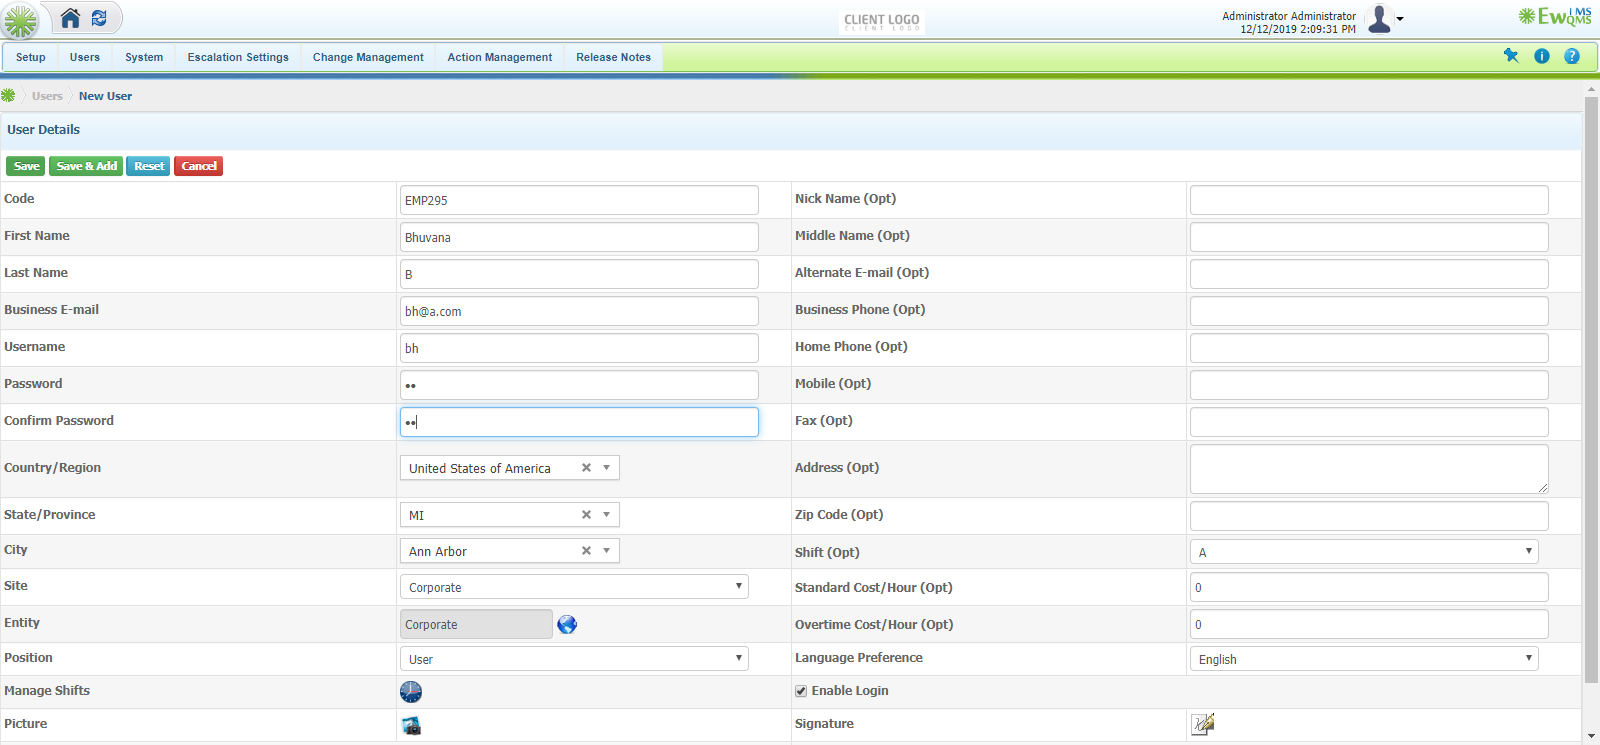 CLIENT LOGO
CLIENT LOGO
Administrator Administrator
12/12/2019 2:09:31 PM
EwQMS
IMS
Setup Users System Escalation Settings Change Management Action Management Release Notes
Users New User
User Details
Save Save & Add Reset Cancel
Code EMP295 Nick Name (Opt)
First Name Bhuvana Middle Name (Opt)
Last Name B Alternate E-mail (Opt)
Business E-mail bh@a.com Business Phone (Opt)
Username bh Home Phone (Opt)
Password •• Mobile (Opt)
Confirm Password •• Fax (Opt)
Country/Region United States of America Address (Opt)
State/Province MI Zip Code (Opt)
City Ann Arbor Shift (Opt) A
Site Corporate Standard Cost/Hour (Opt) 0
Entity Corporate Overtime Cost/Hour (Opt) 0
Position User Language Preference English
Manage Shifts Enable Login
Picture Signature